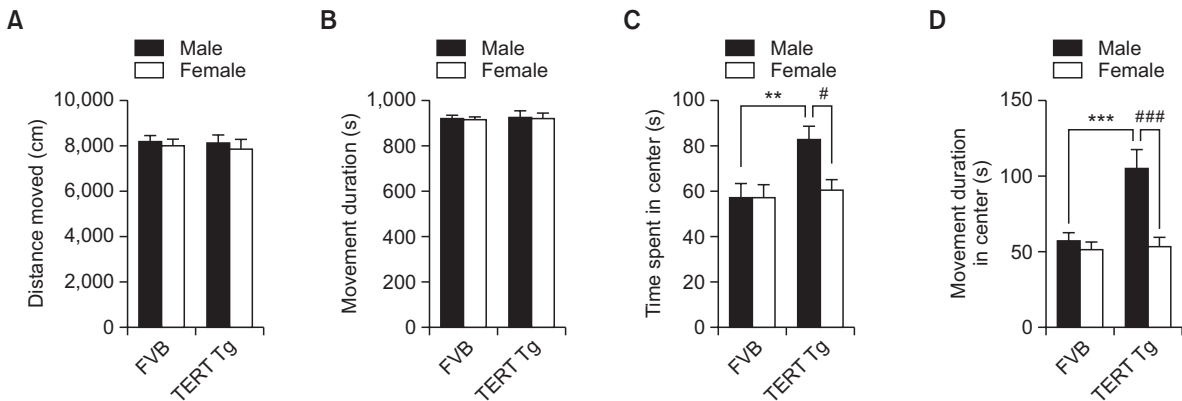 A
Male
Female
Distance moved (cm)
10,000
8,000
6,000
4,000
2,000
0
FVB
TERT Tg
B
Male
Female
Movement duration (s)
1,000
800
600
400
200
0
FVB
TERT Tg
C
Male
Female
Time spent in center (s)
100
80
60
40
20
0
**
#
FVB
TERT Tg
D
Male
Female
Movement duration
in center (s)
150
100
50
0
***
###
FVB
TERT Tg